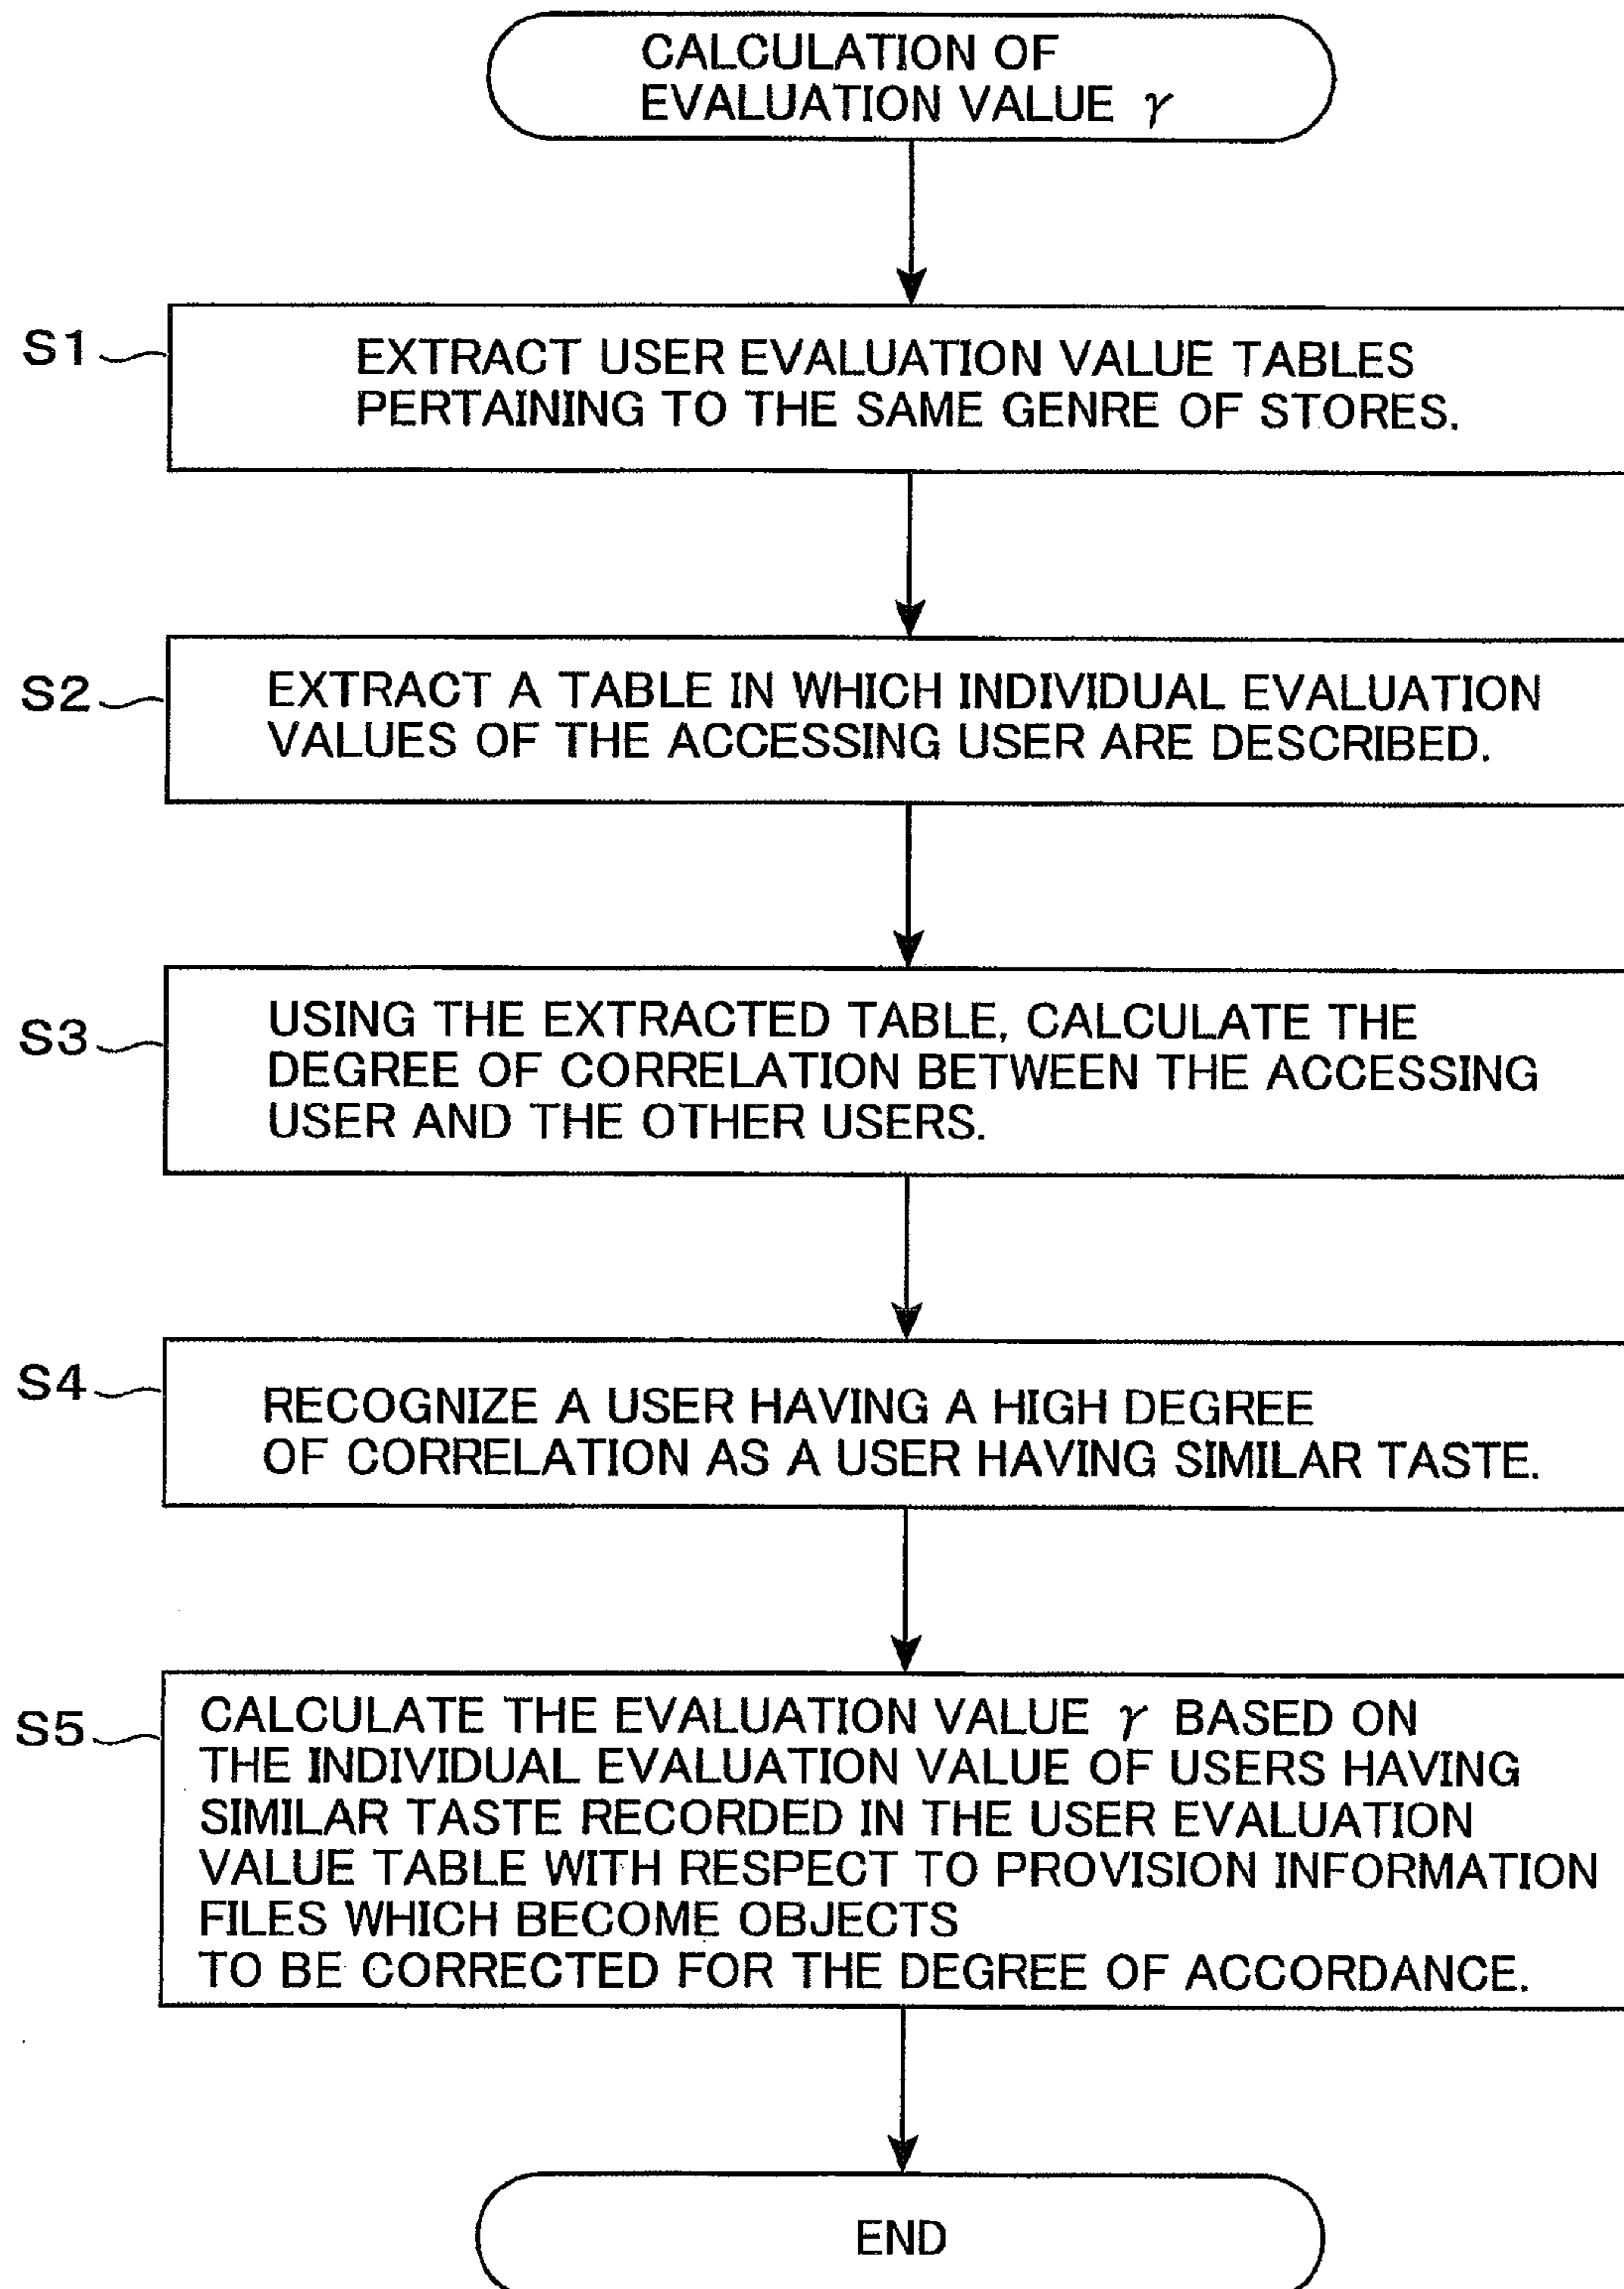 CALCULATION OF
EVALUATION VALUE γ
S1
EXTRACT USER EVALUATION VALUE TABLES
PERTAINING TO THE SAME GENRE OF STORES.
S2
EXTRACT A TABLE IN WHICH INDIVIDUAL EVALUATION
VALUES OF THE ACCESSING USER ARE DESCRIBED.
S3
USING THE EXTRACTED TABLE, CALCULATE THE
DEGREE OF CORRELATION BETWEEN THE ACCESSING
USER AND THE OTHER USERS.
S4
RECOGNIZE A USER HAVING A HIGH DEGREE
OF CORRELATION AS A USER HAVING SIMILAR TASTE.
S5
CALCULATE THE EVALUATION VALUE γ BASED ON
THE INDIVIDUAL EVALUATION VALUE OF USERS HAVING
SIMILAR TASTE RECORDED IN THE USER EVALUATION
VALUE TABLE WITH RESPECT TO PROVISION INFORMATION
FILES WHICH BECOME OBJECTS
TO BE CORRECTED FOR THE DEGREE OF ACCORDANCE.
END